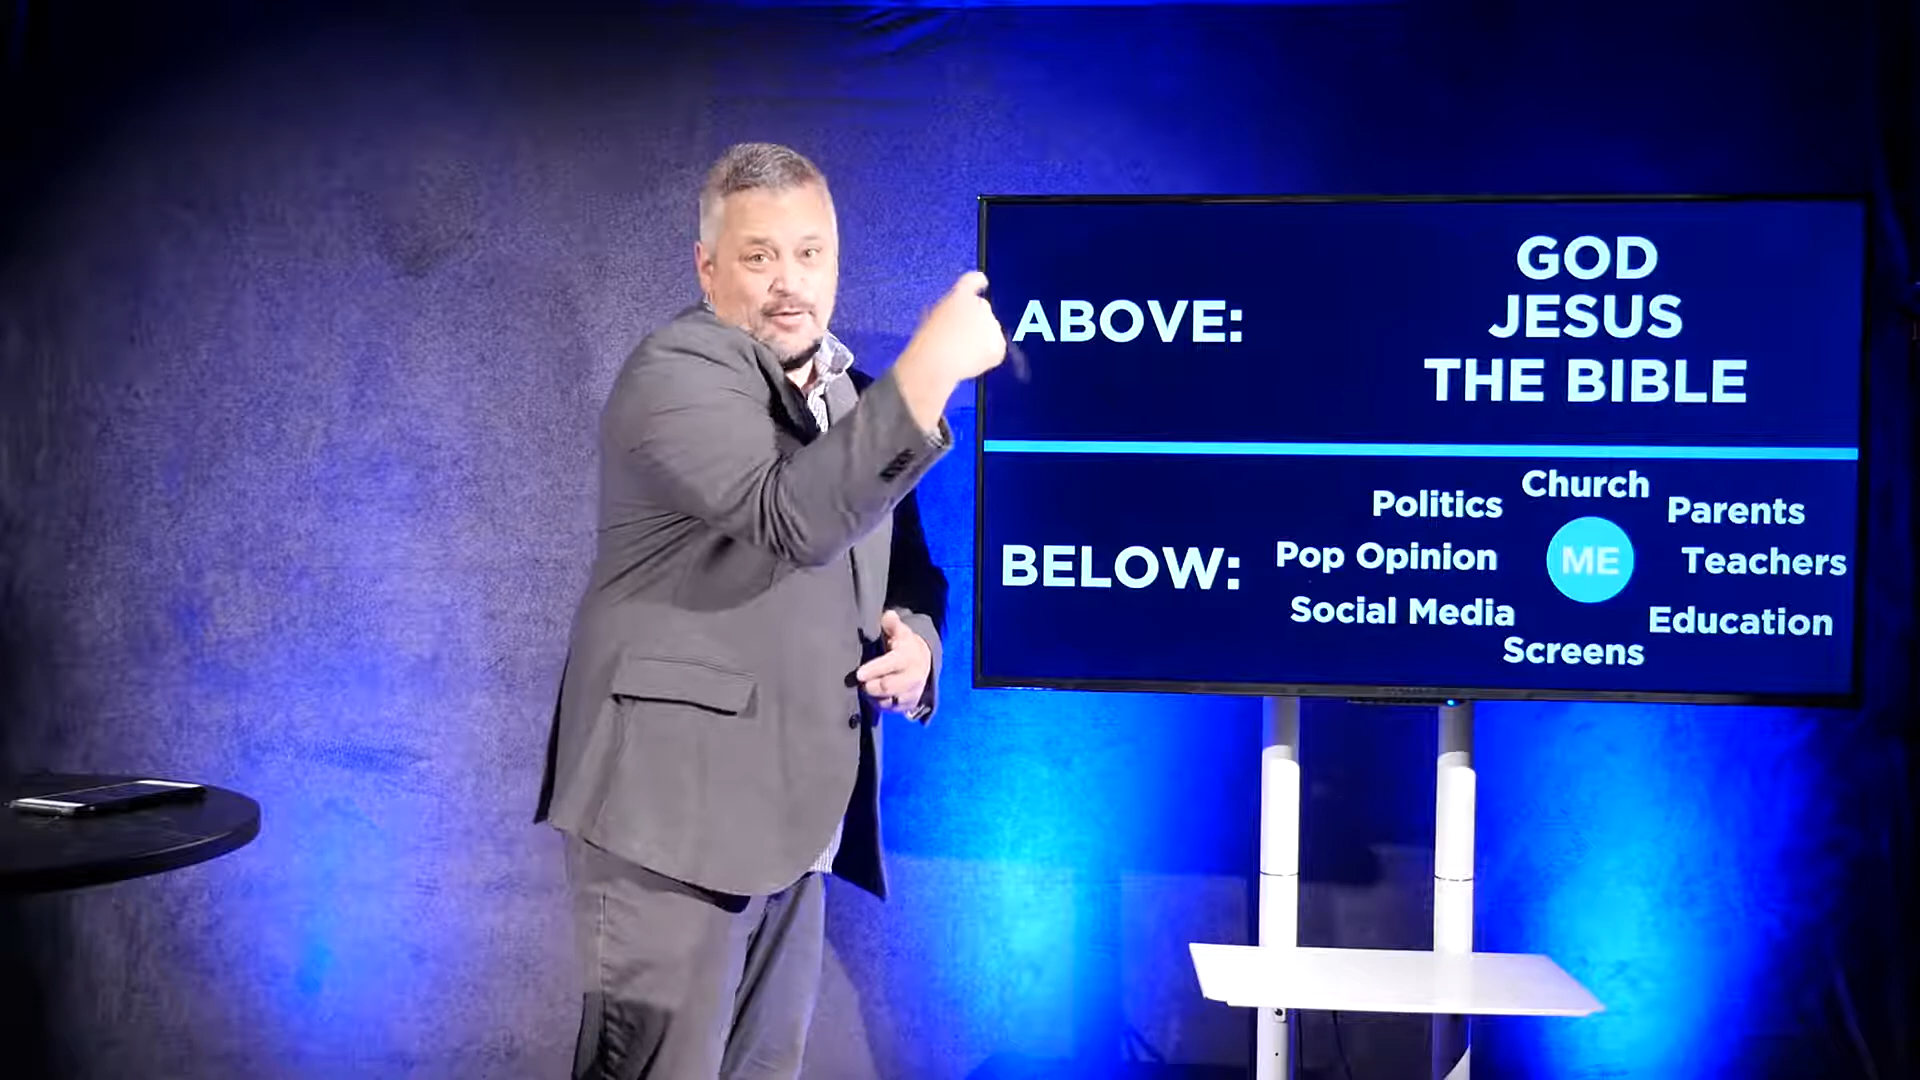 ABOVE:
GOD
JESUS
THE BIBLE
BELOW:
Church
Politics
Parents
Pop Opinion
ME
Teachers
Social Media
Education
Screens